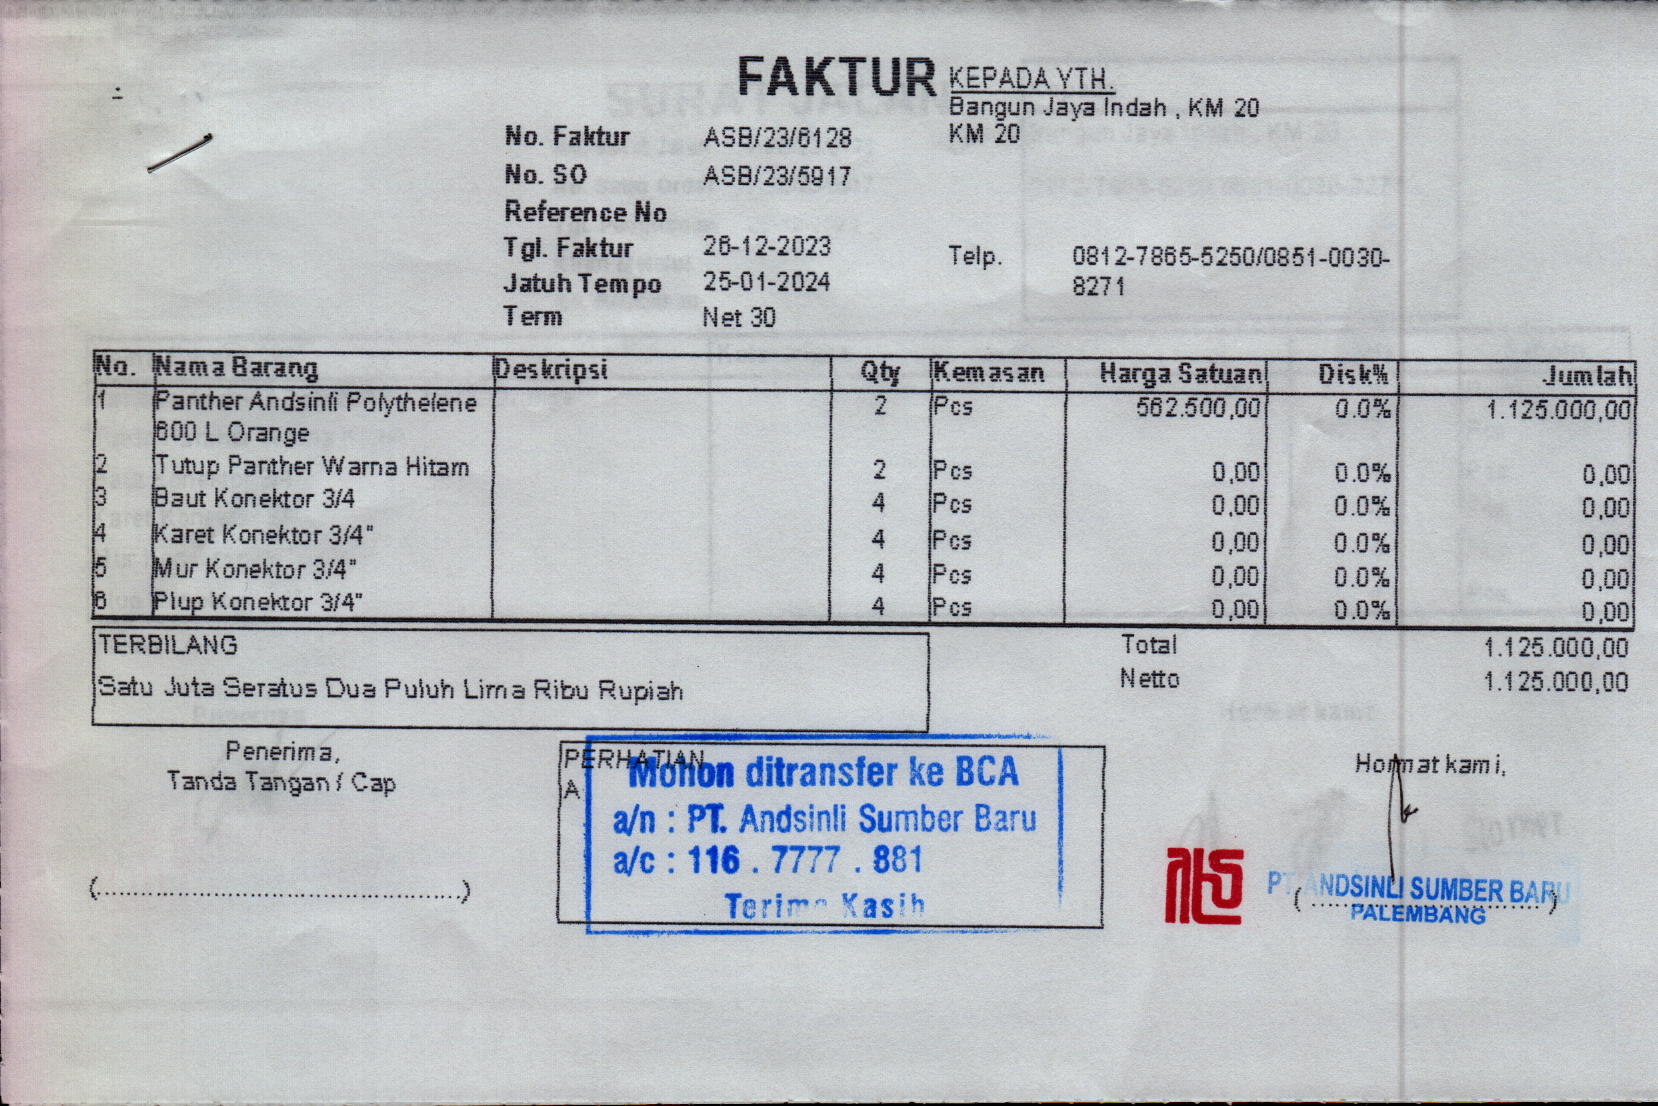 FAKTUR
KEPADA YTH.
Bangun Jaya Indah , KM 20
KM 20
No. Faktur ASB/23/6128
No. SO ASB/23/5917
Reference No
Tgl. Faktur 26-12-2023
Jatuh Tempo 25-01-2024
Term Net 30
Telp. 0812-7865-5250/0851-0030-
8271
No. Nama Barang Deskripsi Qty Kemasan Harga Satuan Disk% Jumlah
1 Panther Andsinli Polythelene 2 Pcs 562.500,00 0.0% 1.125.000,00
600 L Orange
2 Tutup Panther Warna Hitam 2 Pcs 0,00 0.0% 0,00
3 Baut Konektor 3/4 4 Pcs 0,00 0.0% 0,00
4 Karet Konektor 3/4" 4 Pcs 0,00 0.0% 0,00
5 Mur Konektor 3/4" 4 Pcs 0,00 0.0% 0,00
6 Plup Konektor 3/4" 4 Pcs 0,00 0.0% 0,00
TERBILANG
Satu Juta Seratus Dua Puluh Lima Ribu Rupiah
Total 1.125.000,00
Netto 1.125.000,00
Penerima,
Tanda Tangan / Cap
(..........................................)
PERHATIAN
A
Mohon ditransfer ke BCA
a/n : PT. Andsinli Sumber Baru
a/c : 116 . 7777 . 881
Terima Kasih
Hormat kami,
PT ANDSINLI SUMBER BARU
PALEMBANG